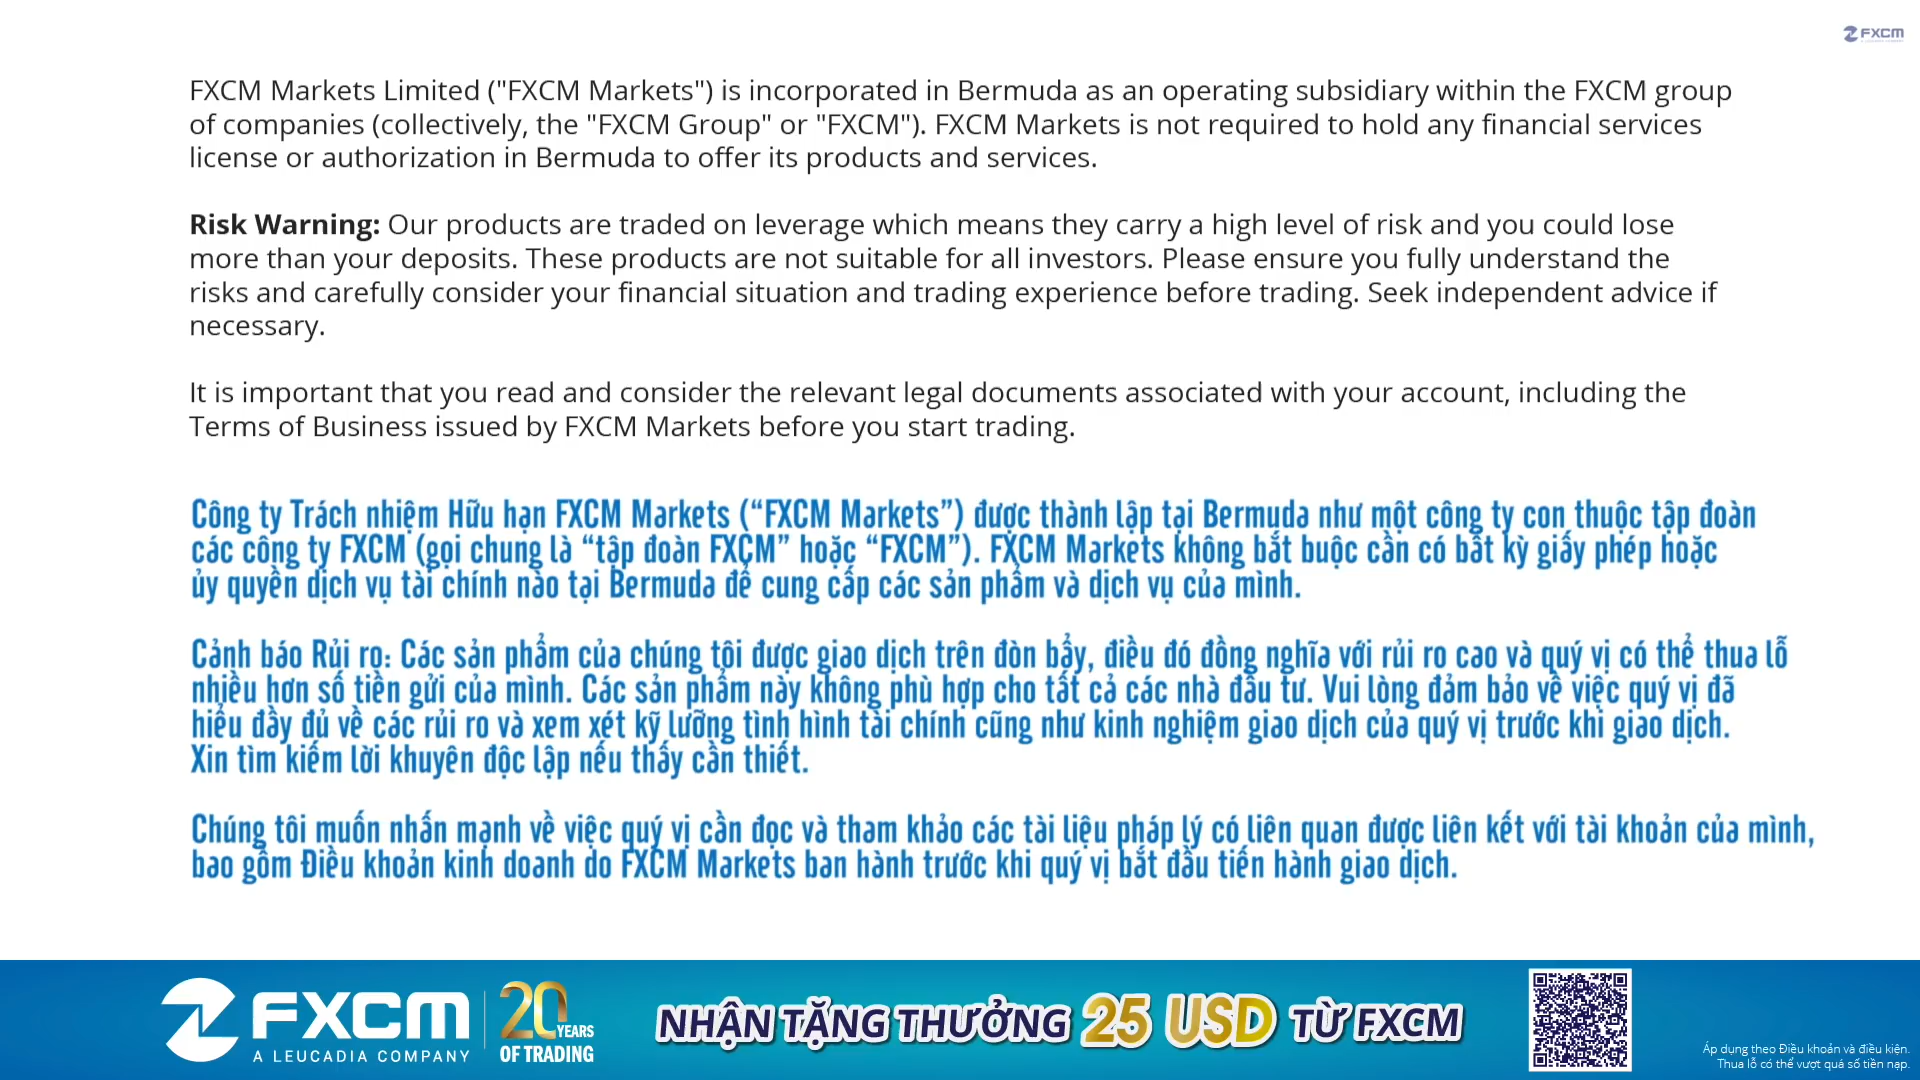 FXCM
FXCM Markets Limited ("FXCM Markets") is incorporated in Bermuda as an operating subsidiary within the FXCM group
of companies (collectively, the "FXCM Group" or "FXCM"). FXCM Markets is not required to hold any financial services
license or authorization in Bermuda to offer its products and services.
Risk Warning: Our products are traded on leverage which means they carry a high level of risk and you could lose
more than your deposits. These products are not suitable for all investors. Please ensure you fully understand the
risks and carefully consider your financial situation and trading experience before trading. Seek independent advice if
necessary.
It is important that you read and consider the relevant legal documents associated with your account, including the
Terms of Business issued by FXCM Markets before you start trading.
Công ty Trách nhiệm Hữu hạn FXCM Markets (“FXCM Markets”) được thành lập tại Bermuda như một công ty con thuộc tập đoàn
các công ty FXCM (gọi chung là “tập đoàn FXCM” hoặc “FXCM”). FXCM Markets không bắt buộc cần có bất kỳ giấy phép hoặc
ủy quyền dịch vụ tài chính nào tại Bermuda để cung cấp các sản phẩm và dịch vụ của mình.
Cảnh báo Rủi ro: Các sản phẩm của chúng tôi được giao dịch trên đòn bẩy, điều đó đồng nghĩa với rủi ro cao và quý vị có thể thua lỗ
nhiều hơn số tiền gửi của mình. Các sản phẩm này không phù hợp cho tất cả các nhà đầu tư. Vui lòng đảm bảo về việc quý vị đã
hiểu đầy đủ về các rủi ro và xem xét kỹ lưỡng tình hình tài chính cũng như kinh nghiệm giao dịch của quý vị trước khi giao dịch.
Xin tìm kiếm lời khuyên độc lập nếu thấy cần thiết.
Chúng tôi muốn nhấn mạnh về việc quý vị cần đọc và tham khảo các tài liệu pháp lý có liên quan được liên kết với tài khoản của mình,
bao gồm Điều khoản kinh doanh do FXCM Markets ban hành trước khi quý vị bắt đầu tiến hành giao dịch.
FXCM
A LEUCADIA COMPANY
20 YEARS
OF TRADING
NHẬN TẶNG THƯỞNG 25 USD TỪ FXCM
Áp dụng theo Điều khoản và điều kiện.
Thua lỗ có thể vượt quá số tiền nạp.